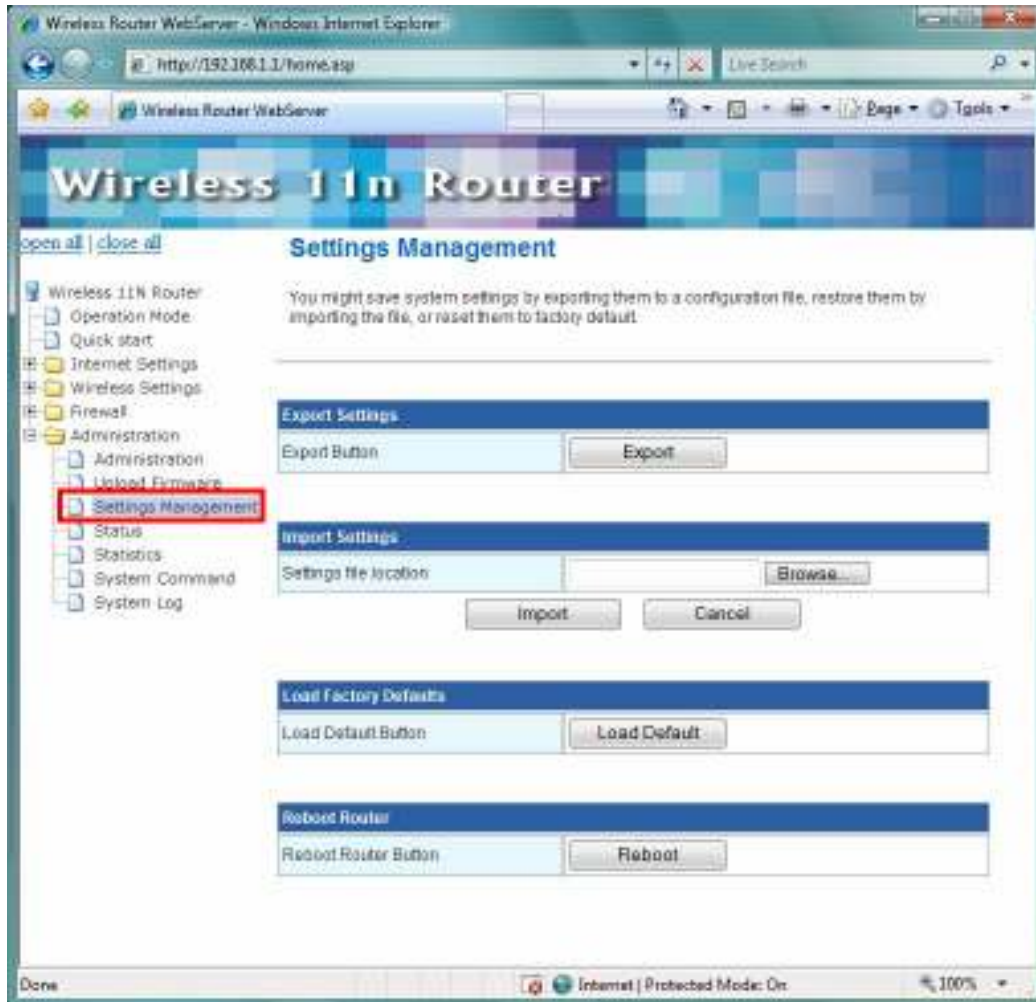 Wireless Router WebServer - Windows Internet Explorer
http://192.168.1.1/home.asp
Live Search
Wireless Router WebServer
Page
Tools
Wireless 11n Router
open all | close all
Wireless 11N Router
Operation Mode
Quick start
Internet Settings
Wireless Settings
Firewall
Administration
Administration
Upload Firmware
Settings Management
Status
Statistics
System Command
System Log
Settings Management
You might save system settings by exporting them to a configuration file, restore them by
importing the file, or reset them to factory default.
Export Settings
Export Button
Export
Import Settings
Settings file location
Browse...
Import
Cancel
Load Factory Defaults
Load Default Button
Load Default
Reboot Router
Reboot Router Button
Reboot
Done
Internet | Protected Mode: On
100%